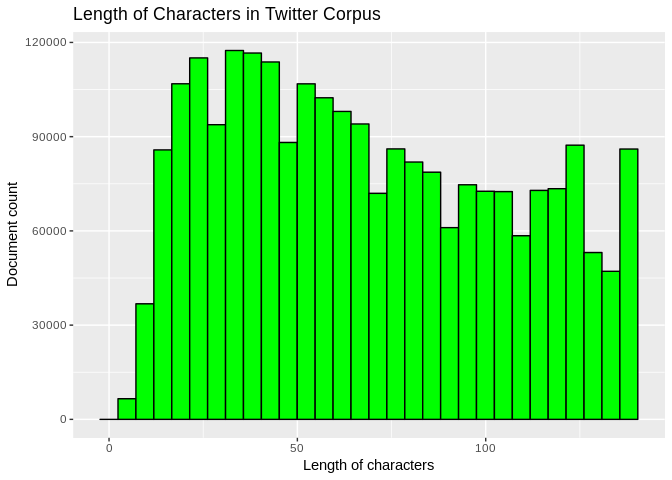 Length of Characters in Twitter Corpus
120000
90000
60000
30000
0
Document count
0 50 100
Length of characters